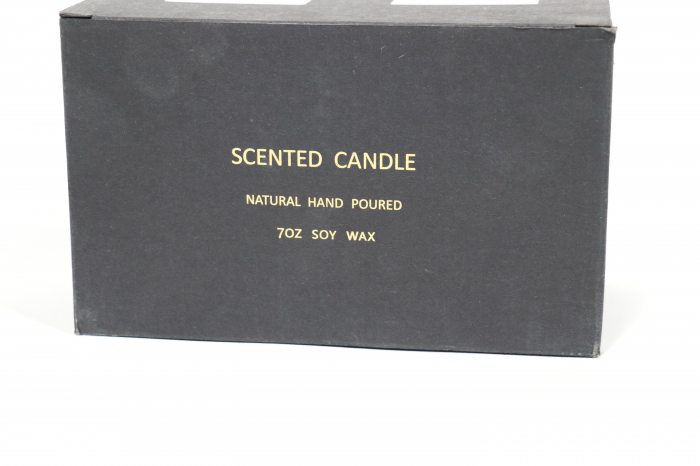 SCENTED CANDLE
NATURAL HAND POURED
7OZ SOY WAX